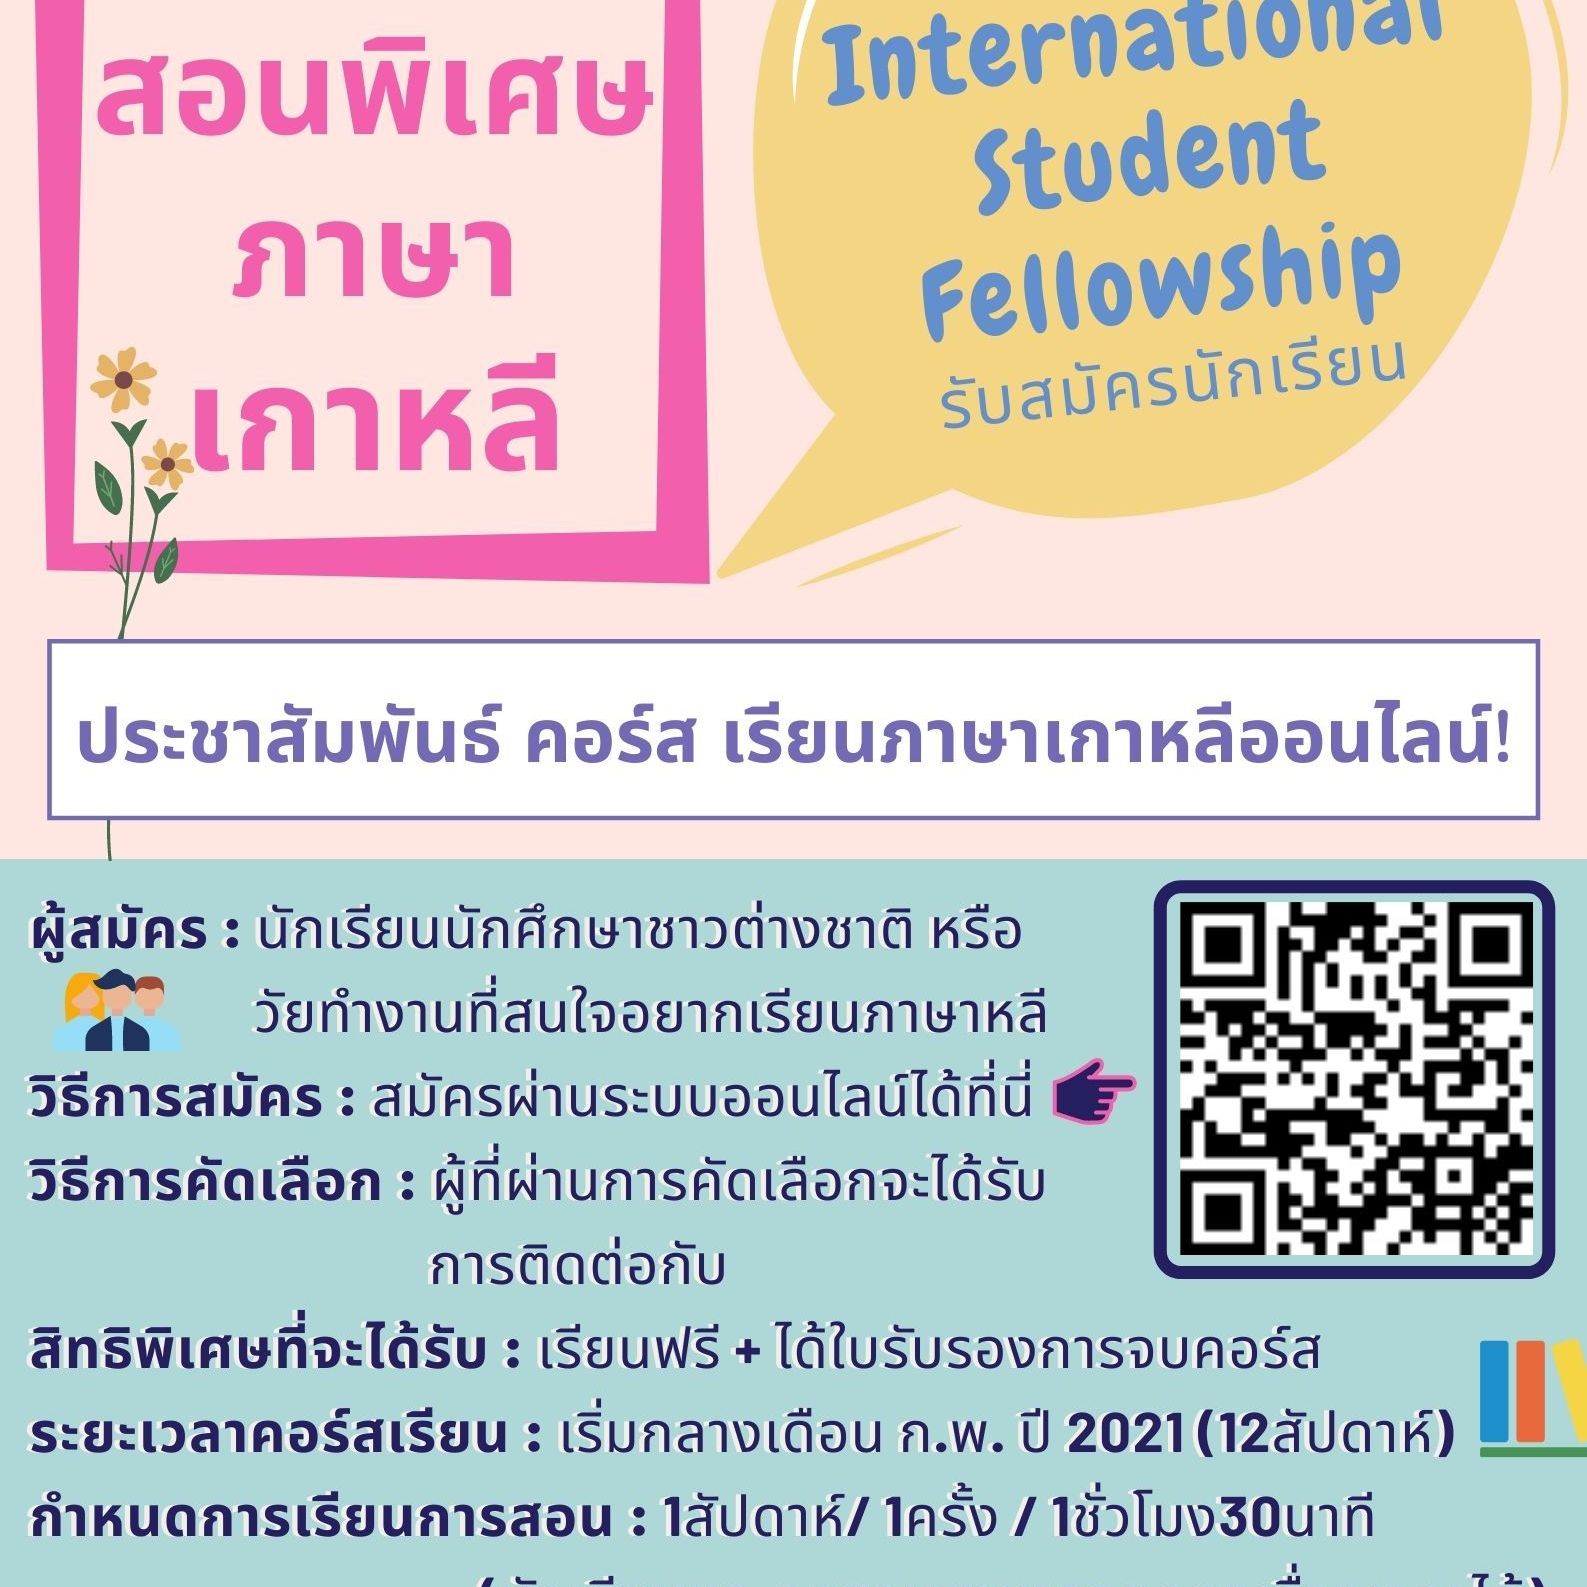 สอนพิเศษ
ภาษา
เกาหลี
International
Student
Fellowship
รับสมัครนักเรียน
ประชาสัมพันธ์ คอร์ส เรียนภาษาเกาหลีออนไลน์!
ผู้สมัคร : นักเรียนนักศึกษาชาวต่างชาติ หรือ
วัยทำงานที่สนใจอยากเรียนภาษาหลี
วิธีการสมัคร : สมัครผ่านระบบออนไลน์ได้ที่นี่
วิธีการคัดเลือก : ผู้ที่ผ่านการคัดเลือกจะได้รับ
การติดต่อกับ
สิทธิพิเศษที่จะได้รับ : เรียนฟรี + ได้ใบรับรองการจบคอร์ส
ระยะเวลาคอร์สเรียน : เริ่มกลางเดือน ก.พ. ปี 2021 (12สัปดาห์)
กำหนดการเรียนการสอน : 1สัปดาห์/ 1ครั้ง / 1ชั่วโมง30นาที